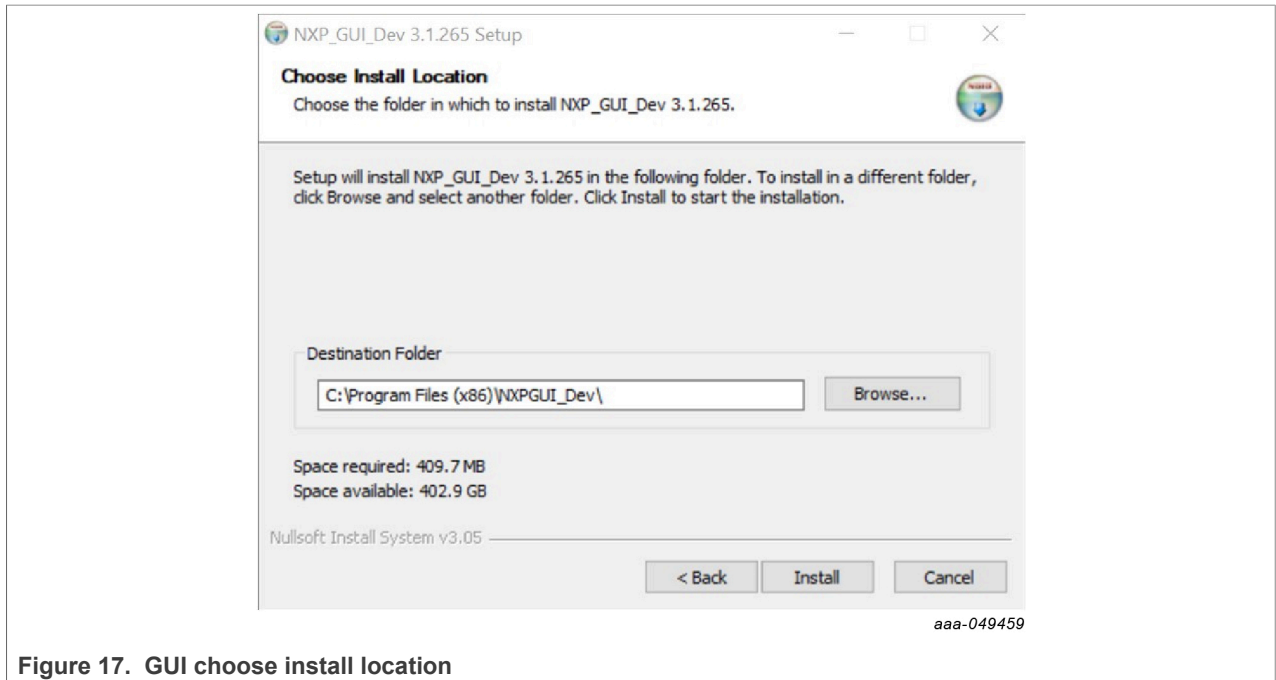 NXP_GUI_Dev 3.1.265 Setup
Choose Install Location
Choose the folder in which to install NXP_GUI_Dev 3.1.265.
Setup will install NXP_GUI_Dev 3.1.265 in the following folder. To install in a different folder,
click Browse and select another folder. Click Install to start the installation.
Destination Folder
C:\Program Files (x86)\NXPGUI_Dev\
Browse...
Space required: 409.7 MB
Space available: 402.9 GB
Nullsoft Install System v3.05
< Back
Install
Cancel
aaa-049459
Figure 17. GUI choose install location